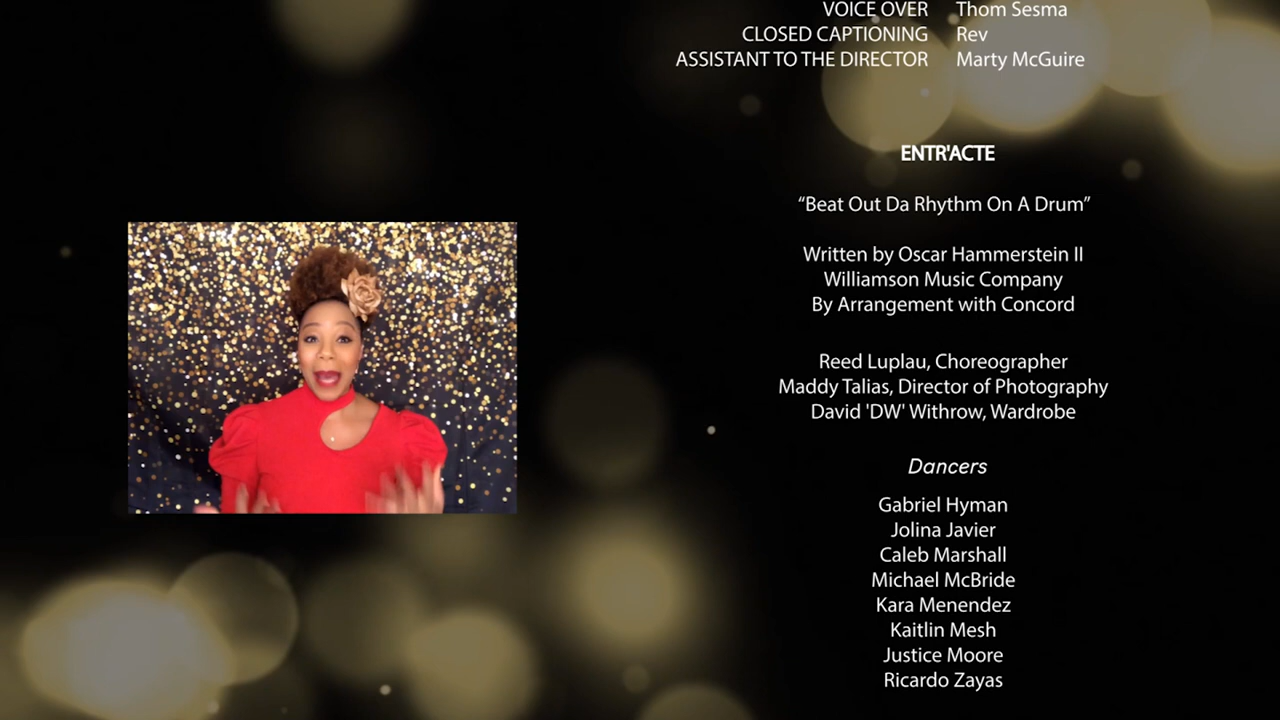 VOICE OVER Thom Sesma
CLOSED CAPTIONING Rev
ASSISTANT TO THE DIRECTOR Marty McGuire
ENTR'ACTE
“Beat Out Da Rhythm On A Drum”
Written by Oscar Hammerstein II
Williamson Music Company
By Arrangement with Concord
Reed Luplau, Choreographer
Maddy Talias, Director of Photography
David 'DW' Withrow, Wardrobe
Dancers
Gabriel Hyman
Jolina Javier
Caleb Marshall
Michael McBride
Kara Menendez
Kaitlin Mesh
Justice Moore
Ricardo Zayas